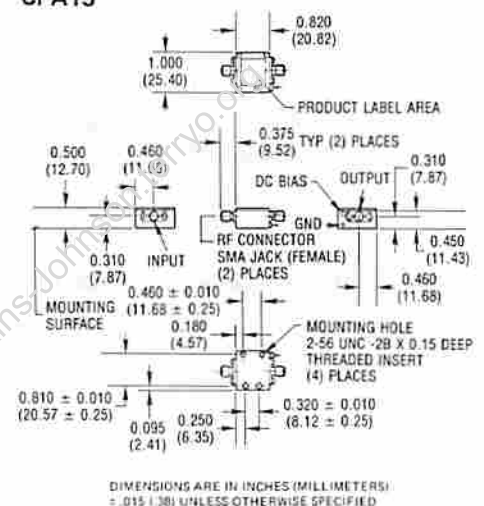 0.820
(20.82)
1.000
(25.40)
PRODUCT LABEL AREA
0.375
(9.52)
TYP (2) PLACES
0.500
(12.70)
0.460
DC BIAS
OUTPUT
0.310
(7.87)
GND
0.310
(7.87)
INPUT
RF CONNECTOR
SMA JACK (FEMALE)
(2) PLACES
0.450
(11.43)
0.460
(11.68)
MOUNTING
SURFACE
0.460 ± 0.010
(11.68 ± 0.25)
0.180
(4.57)
MOUNTING HOLE
2-56 UNC -2B X 0.15 DEEP
THREADED INSERT
(4) PLACES
0.810 ± 0.010
(20.57 ± 0.25)
0.095
(2.41)
0.250
(6.35)
0.320 ± 0.010
(8.12 ± 0.25)
DIMENSIONS ARE IN INCHES (MILLIMETERS)
± .015 (.38) UNLESS OTHERWISE SPECIFIED